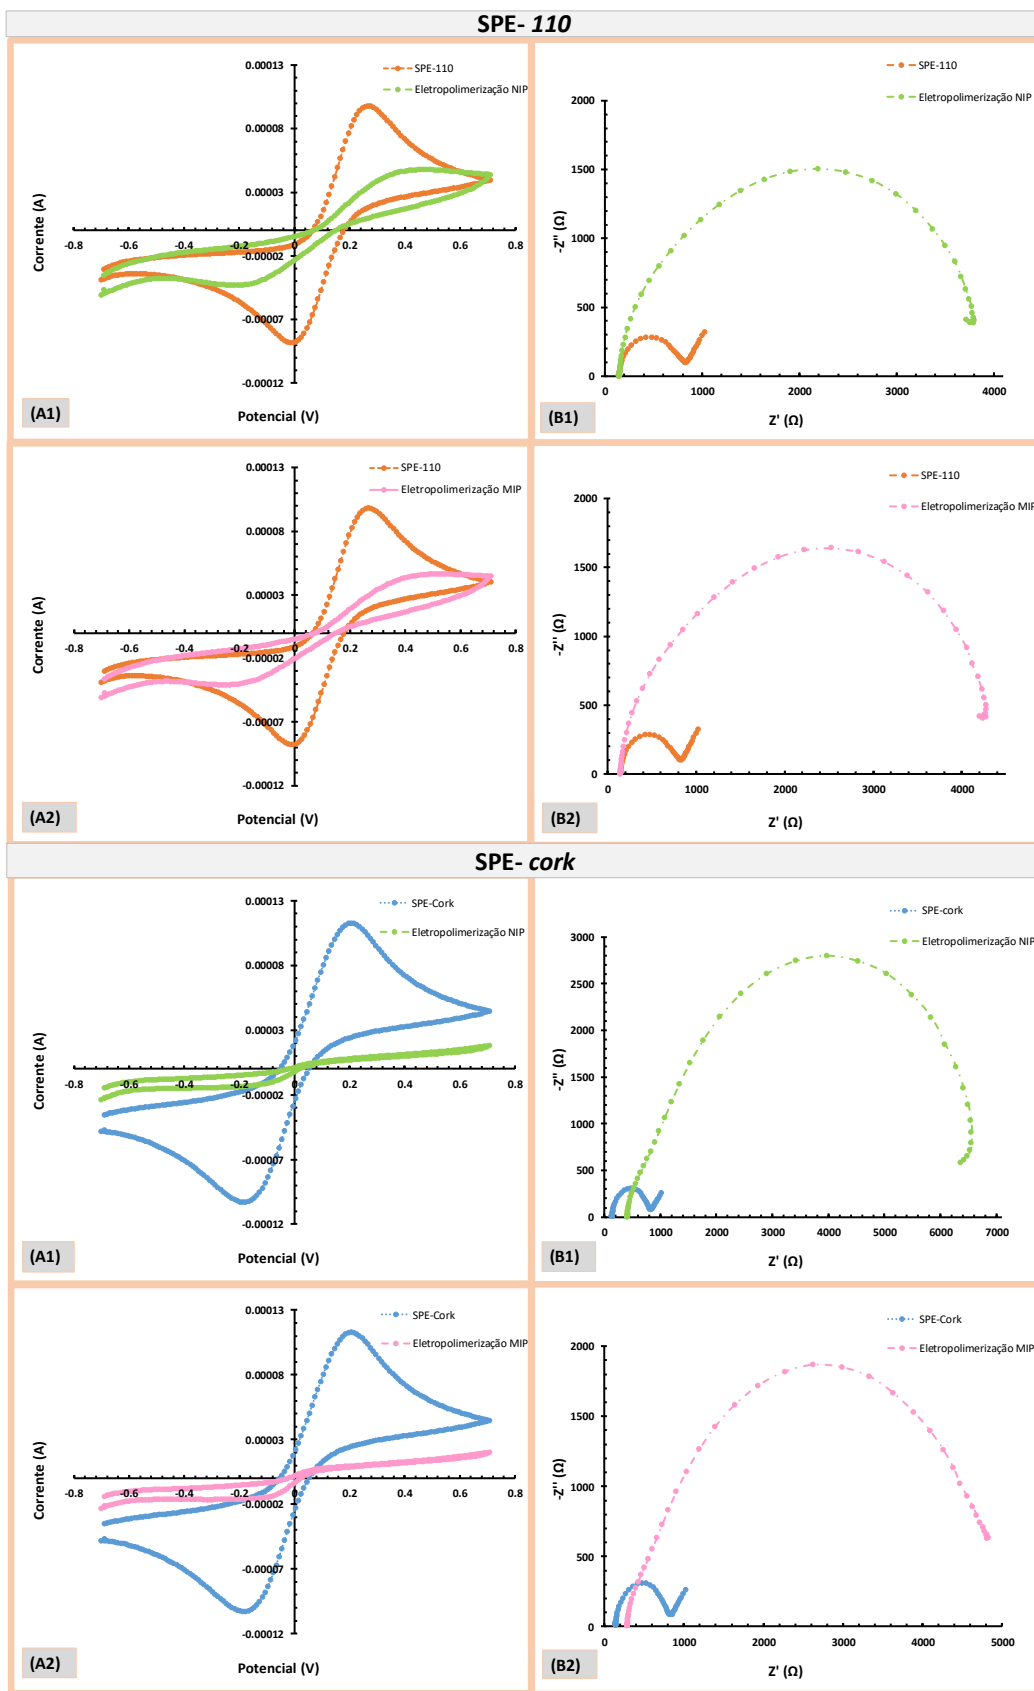 SPE- 110
0.00013
0.00008
0.00003
-0.00002
-0.00007
-0.00012
-0.8 -0.6 -0.4 -0.2 0 0.2 0.4 0.6 0.8
Corrente (A)
Potencial (V)
SPE-110
Eletropolimerização NIP
(A1)
2000
1500
1000
500
0
0 1000 2000 3000 4000
-Z'' (Ω)
Z' (Ω)
SPE-110
Eletropolimerização NIP
(B1)
0.00013
0.00008
0.00003
-0.00002
-0.00007
-0.00012
-0.8 -0.6 -0.4 -0.2 0 0.2 0.4 0.6 0.8
Corrente (A)
Potencial (V)
SPE-110
Eletropolimerização MIP
(A2)
2000
1500
1000
500
0
0 1000 2000 3000 4000
-Z'' (Ω)
Z' (Ω)
SPE-110
Eletropolimerização MIP
(B2)
SPE- cork
0.00013
0.00008
0.00003
-0.00002
-0.00007
-0.00012
-0.8 -0.6 -0.4 -0.2 0 0.2 0.4 0.6 0.8
Corrente (A)
Potencial (V)
SPE-Cork
Eletropolimerização NIP
(A1)
3000
2500
2000
1500
1000
500
0
0 1000 2000 3000 4000 5000 6000 7000
-Z'' (Ω)
Z' (Ω)
SPE-cork
Eletropolimerização NIP
(B1)
0.00013
0.00008
0.00003
-0.00002
-0.00007
-0.00012
-0.8 -0.6 -0.4 -0.2 0 0.2 0.4 0.6 0.8
Corrente (A)
Potencial (V)
SPE-Cork
Eletropolimerização MIP
(A2)
2000
1500
1000
500
0
0 1000 2000 3000 4000 5000
-Z'' (Ω)
Z' (Ω)
SPE-Cork
Eletropolimerização MIP
(B2)